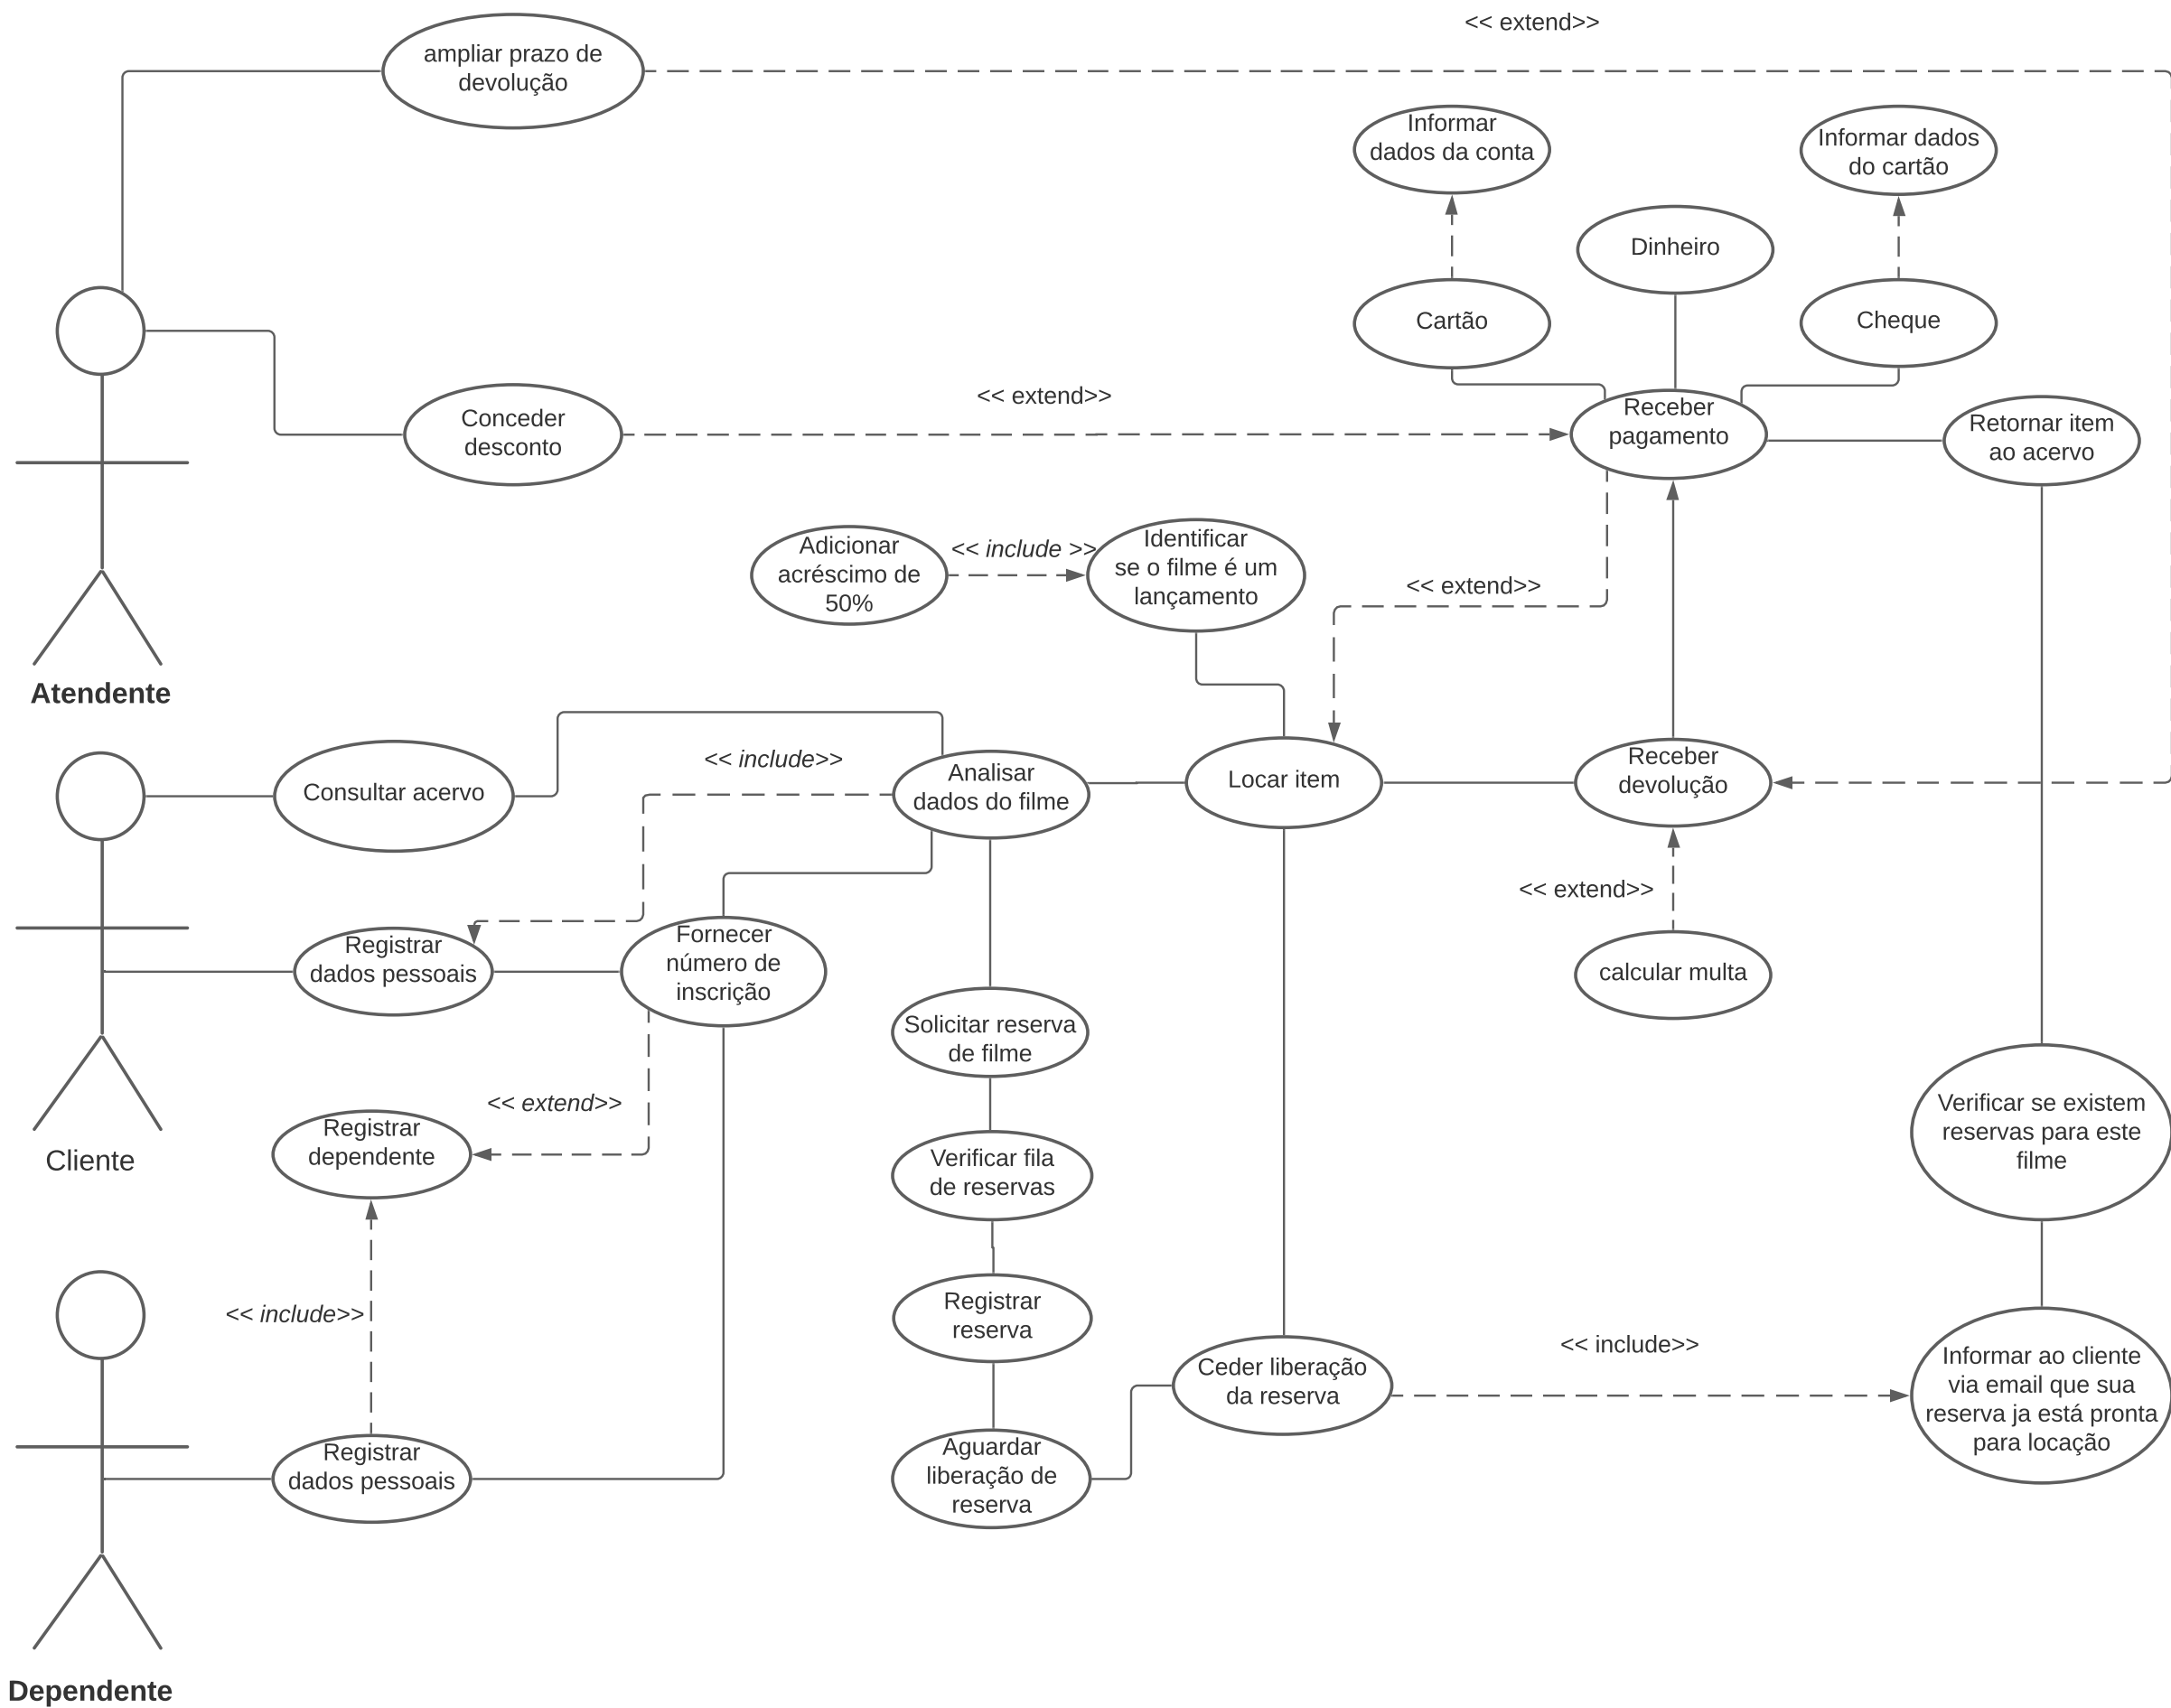 << extend>>
ampliar prazo de
devolução
Informar
dados da conta
Informar dados
do cartão
Dinheiro
Cartão
Cheque
<< extend>>
Conceder
desconto
Receber
pagamento
Retornar item
ao acervo
Adicionar
acréscimo de
50%
<< include >>
Identificar
se o filme é um
lançamento
<< extend>>
Atendente
Consultar acervo
<< include>>
Analisar
dados do filme
Locar item
Receber
devolução
<< extend>>
calcular multa
Registrar
dados pessoais
Fornecer
número de
inscrição
Solicitar reserva
de filme
<< extend>>
Registrar
dependente
Cliente
Verificar fila
de reservas
Verificar se existem
reservas para este
filme
<< include>>
Registrar
reserva
Ceder liberação
da reserva
<< include>>
Informar ao cliente
via email que sua
reserva ja está pronta
para locação
Registrar
dados pessoais
Aguardar
liberação de
reserva
Dependente